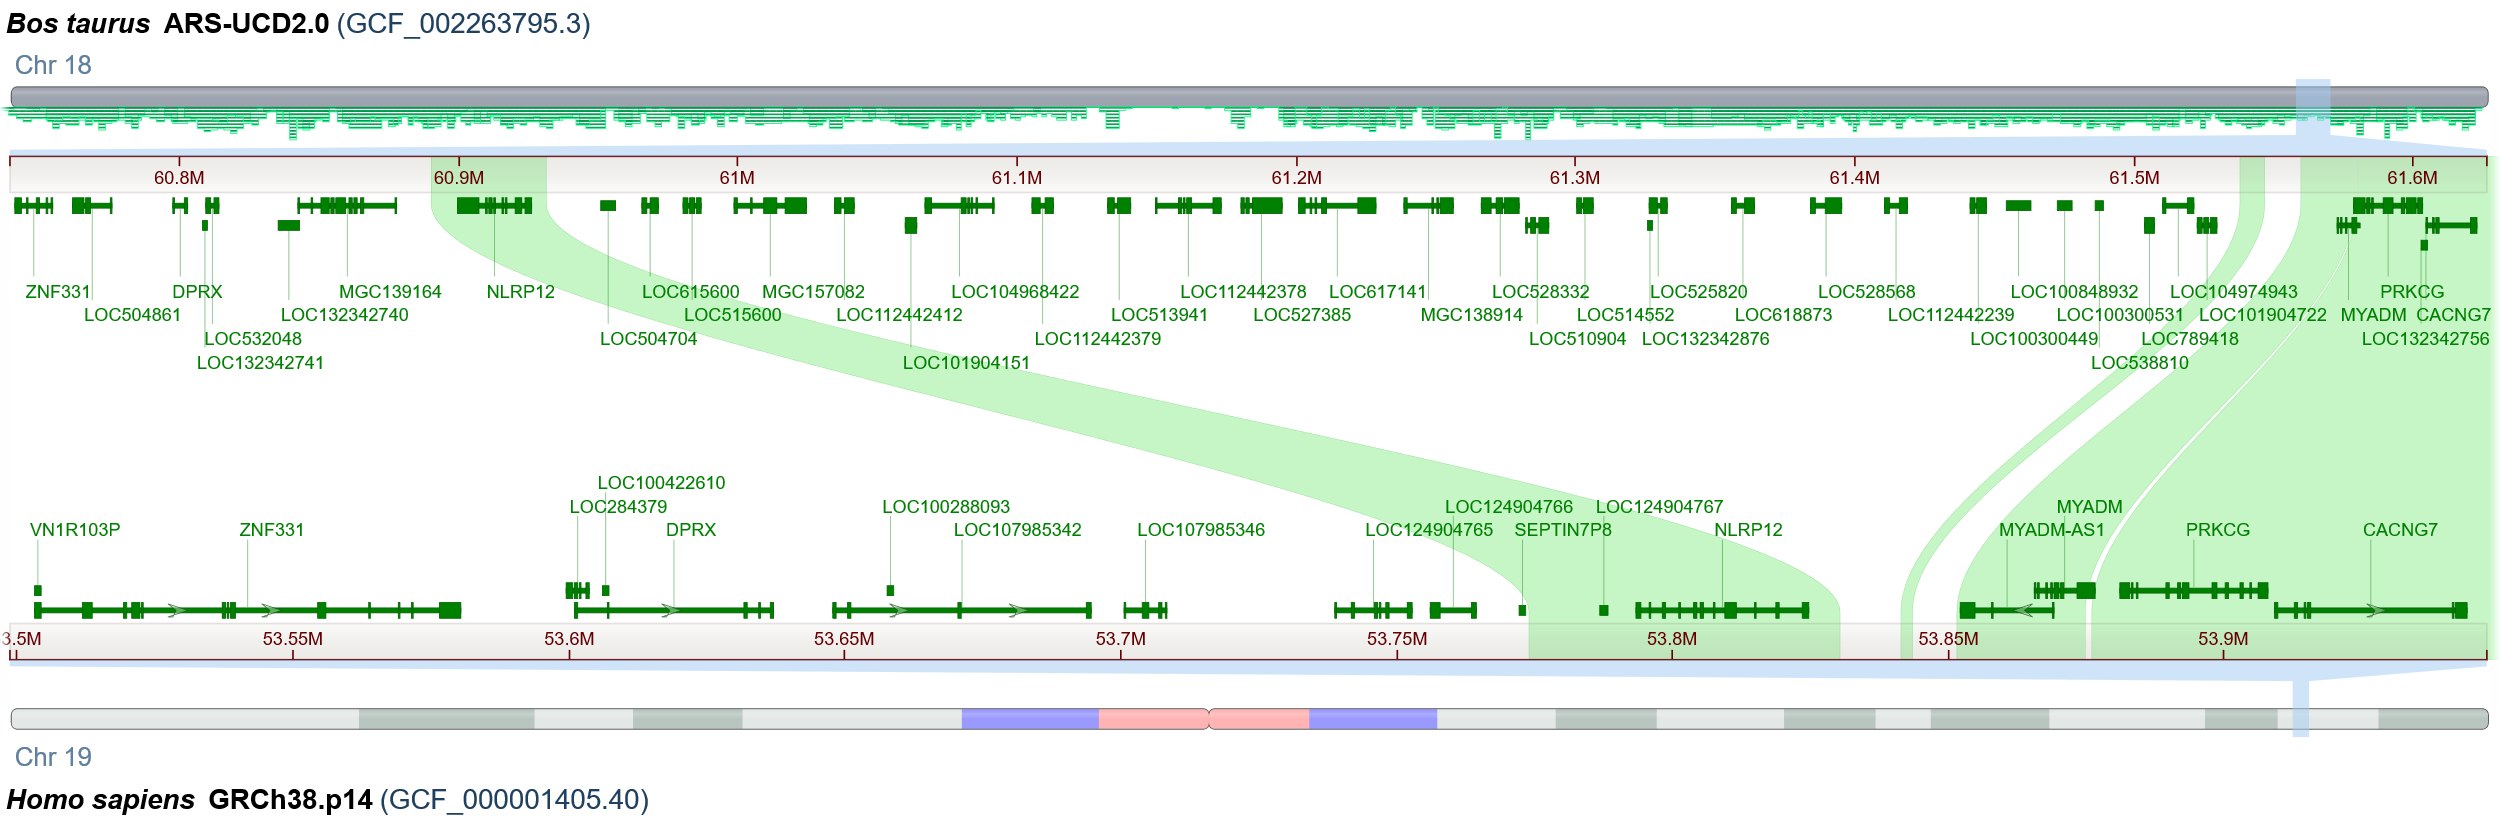 Bos taurus ARS-UCD2.0 (GCF_002263795.3)
Chr 18
60.8M 60.9M 61M 61.1M 61.2M 61.3M 61.4M 61.5M 61.6M
ZNF331 DPRX MGC139164 NLRP12 LOC615600 MGC157082 LOC104968422 LOC112442378 LOC617141 LOC528332 LOC525820 LOC528568 LOC100848932 LOC104974943 PRKCG
LOC504861 LOC132342740 LOC515600 LOC112442412 LOC513941 LOC527385 MGC138914 LOC514552 LOC618873 LOC112442239 LOC100300531 LOC101904722 MYADM CACNG7
LOC532048 LOC504704 LOC112442379 LOC510904 LOC132342876 LOC100300449 LOC789418 LOC132342756
LOC132342741 LOC101904151 LOC538810
LOC100422610
LOC284379 LOC100288093 LOC124904766 LOC124904767 MYADM
VN1R103P ZNF331 DPRX LOC107985342 LOC107985346 LOC124904765 SEPTIN7P8 NLRP12 MYADM-AS1 PRKCG CACNG7
3.5M 53.55M 53.6M 53.65M 53.7M 53.75M 53.8M 53.85M 53.9M
Chr 19
Homo sapiens GRCh38.p14 (GCF_000001405.40)